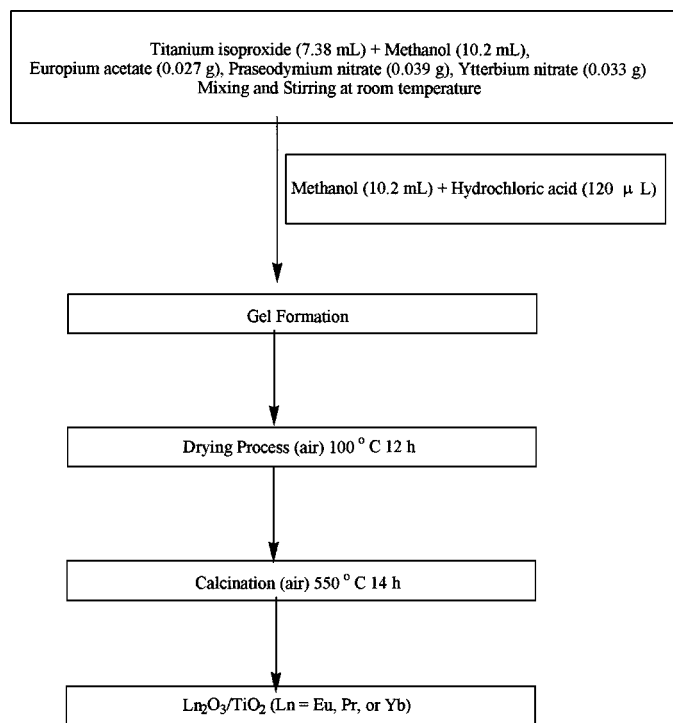 Titanium isoproxide (7.38 mL) + Methanol (10.2 mL),
Europium acetate (0.027 g), Praseodymium nitrate (0.039 g), Ytterbium nitrate (0.033 g)
Mixing and Stirring at room temperature
Methanol (10.2 mL) + Hydrochloric acid (120 μ L)
Gel Formation
Drying Process (air) 100 ° C 12 h
Calcination (air) 550 ° C 14 h
Ln₂O₃/TiO₂ (Ln = Eu, Pr, or Yb)